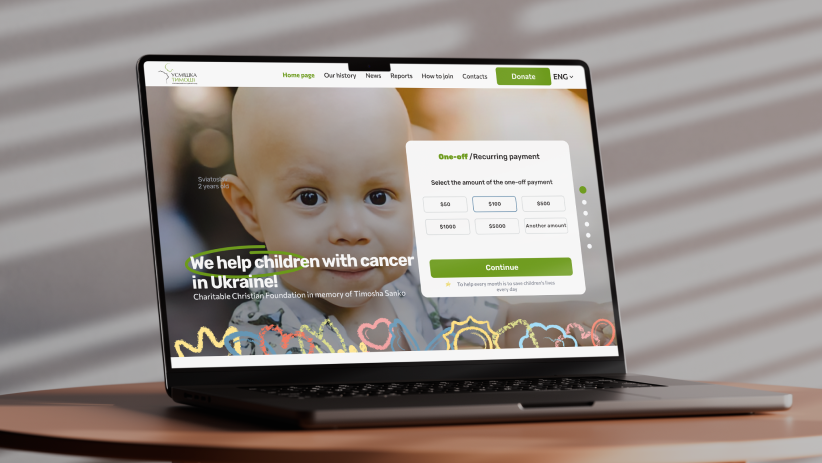 УСМІШКА
ТИМОШІ
Home page
Our history
News
Reports
How to join
Contacts
Donate
ENG
Sviatoslav
2 years old
One-off / Recurring payment
Select the amount of the one-off payment
$50
$100
$500
$1000
$5000
Another amount
Continue
To help every month is to save children's lives
every day
We help children with cancer
in Ukraine!
Charitable Christian Foundation in memory of Timosha Sanko